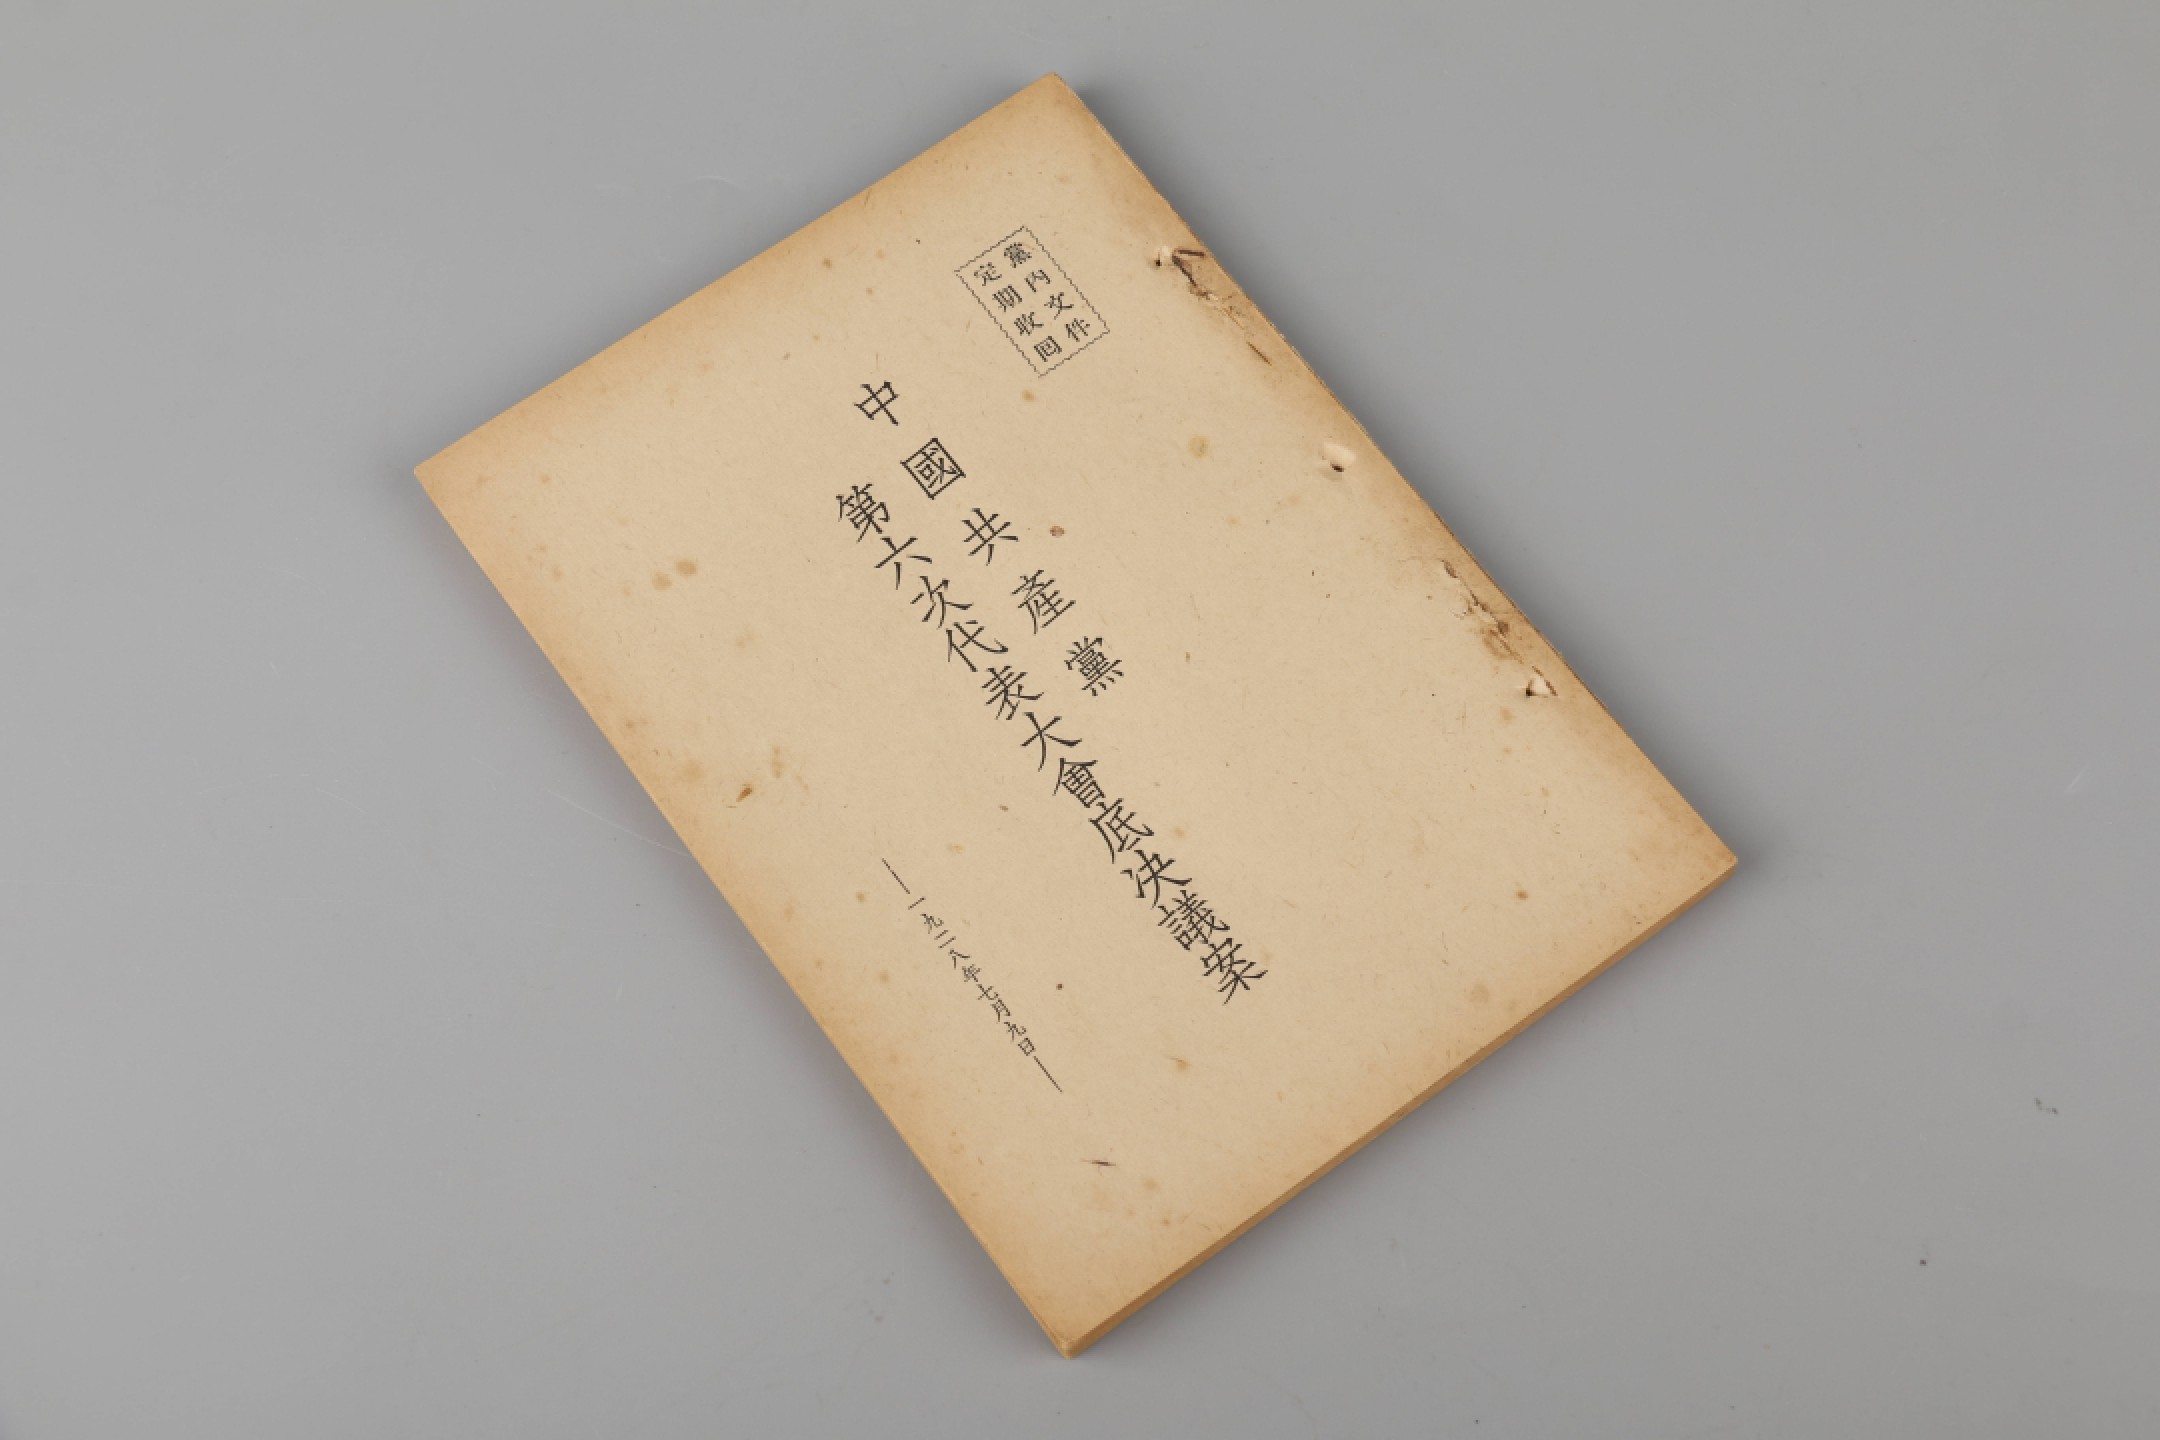 黨內文件
定期收回
中國共產黨
第六次代表大會底決議案
——一九二八年七月九日——